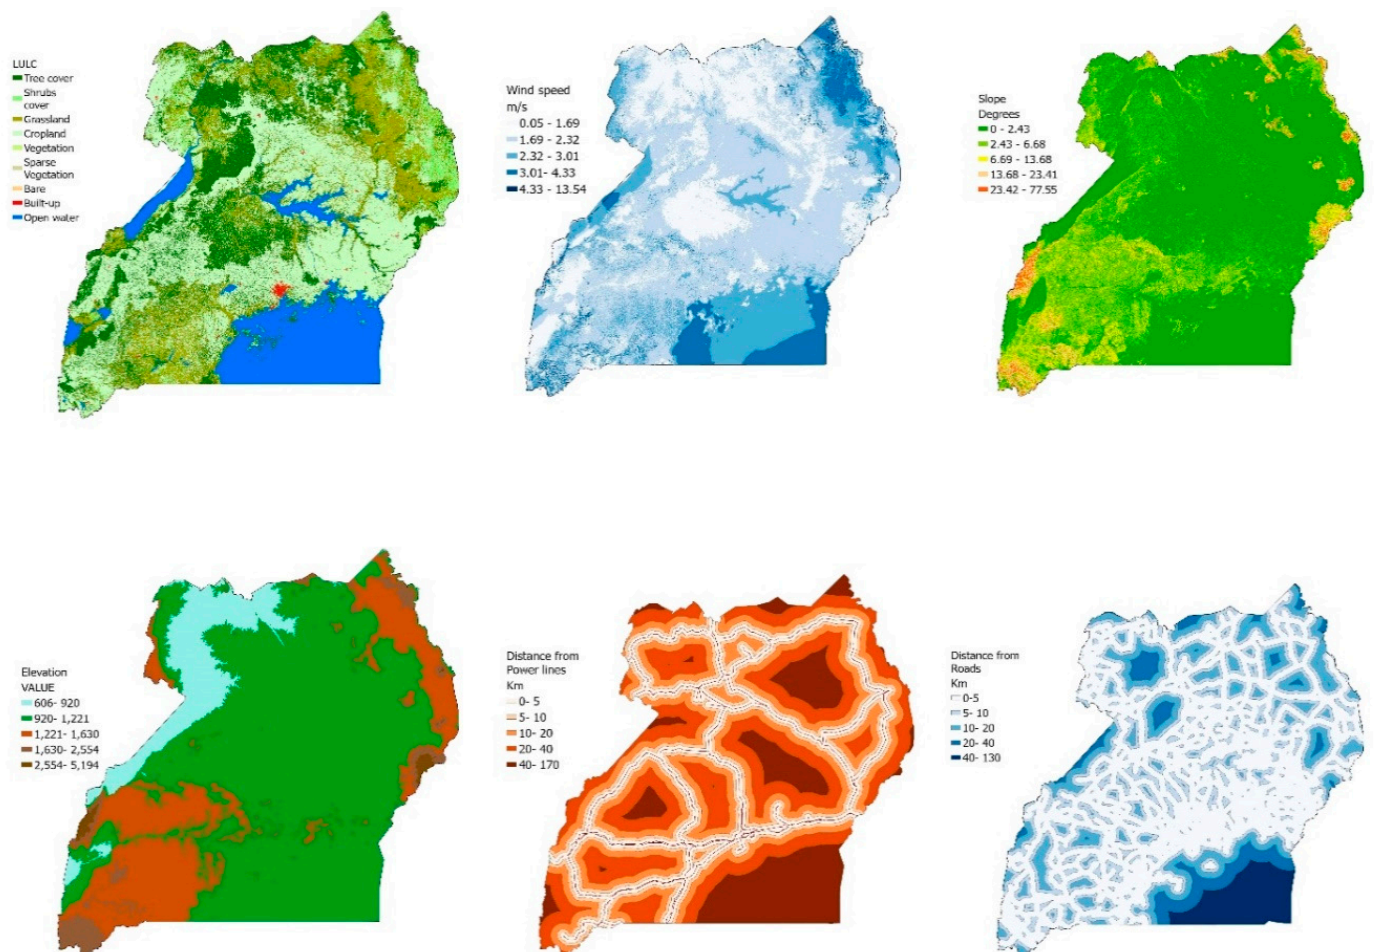 LULC
Tree cover
Shrubs
cover
Grassland
Cropland
Vegetation
Sparse
Vegetation
Bare
Built-up
Open water
Wind speed
m/s
0.05 - 1.69
1.69 - 2.32
2.32 - 3.01
3.01- 4.33
4.33 - 13.54
Slope
Degrees
0 - 2.43
2.43 - 6.68
6.69 - 13.68
13.68 - 23.41
23.42 - 77.55
Elevation
VALUE
606- 920
920- 1,221
1,221- 1,630
1,630- 2,554
2,554- 5,194
Distance from
Power lines
Km
0- 5
5- 10
10- 20
20- 40
40- 170
Distance from
Roads
Km
0-5
5- 10
10- 20
20- 40
40- 130